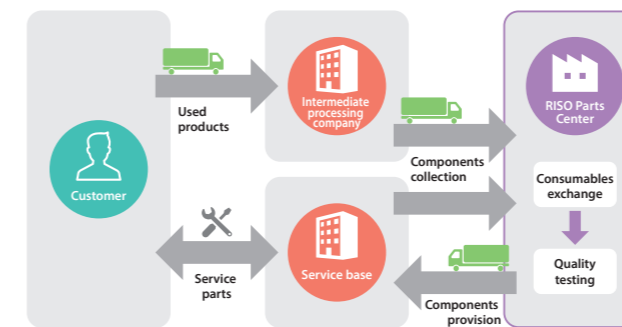 Customer
Used
products
Intermediate
processing
company
Components
collection
RISO Parts
Center
Consumables
exchange
Quality
testing
Service
parts
Service base
Components
provision